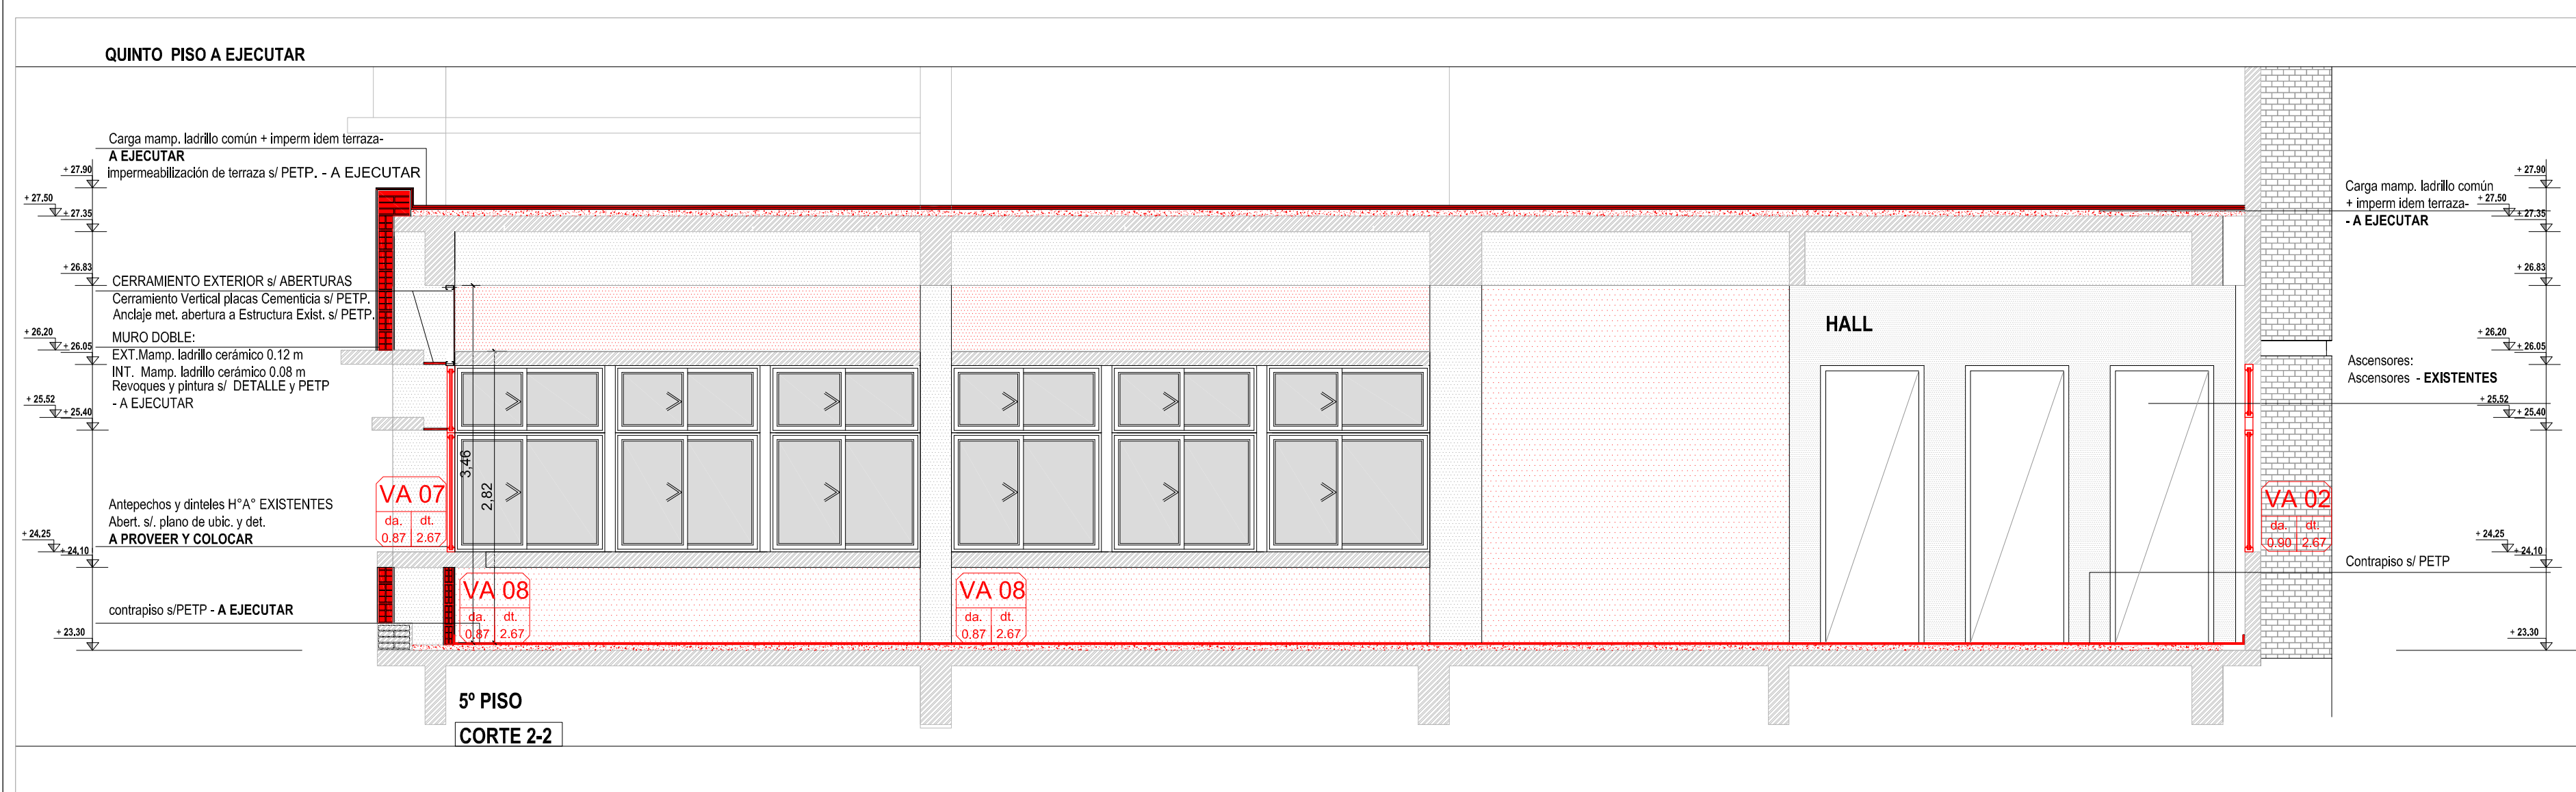 QUINTO PISO A EJECUTAR
Carga mamp. ladrillo común + imperm idem terraza-
A EJECUTAR
impermeabilización de terraza s/ PETP. - A EJECUTAR
+ 27.90
+ 27.50
+ 27.35
+ 26.83
CERRAMIENTO EXTERIOR s/ ABERTURAS
Cerramiento Vertical placas Cementicia s/ PETP.
Anclaje met. abertura a Estructura Exist. s/ PETP.
MURO DOBLE:
+ 26.20
+ 26.05
EXT.Mamp. ladrillo cerámico 0.12 m
INT. Mamp. ladrillo cerámico 0.08 m
Revoques y pintura s/ DETALLE y PETP
- A EJECUTAR
+ 25.52
+ 25.40
Antepechos y dinteles H°A° EXISTENTES
Abert. s/. plano de ubic. y det.
A PROVEER Y COLOCAR
+ 24.25
+ 24.10
contrapiso s/PETP - A EJECUTAR
+ 23.30
VA 07
da. dt.
0.87 2.67
3,46
2,82
VA 08
da. dt.
0.87 2.67
VA 08
da. dt.
0.87 2.67
HALL
VA 02
da. dt.
0.90 2.67
+ 27.90
Carga mamp. ladrillo común
+ imperm idem terraza-
- A EJECUTAR
+ 27.50
+ 27.35
+ 26.83
+ 26.20
+ 26.05
Ascensores:
Ascensores - EXISTENTES
+ 25.52
+ 25.40
+ 24.25
+ 24.10
Contrapiso s/ PETP
+ 23.30
5º PISO
CORTE 2-2